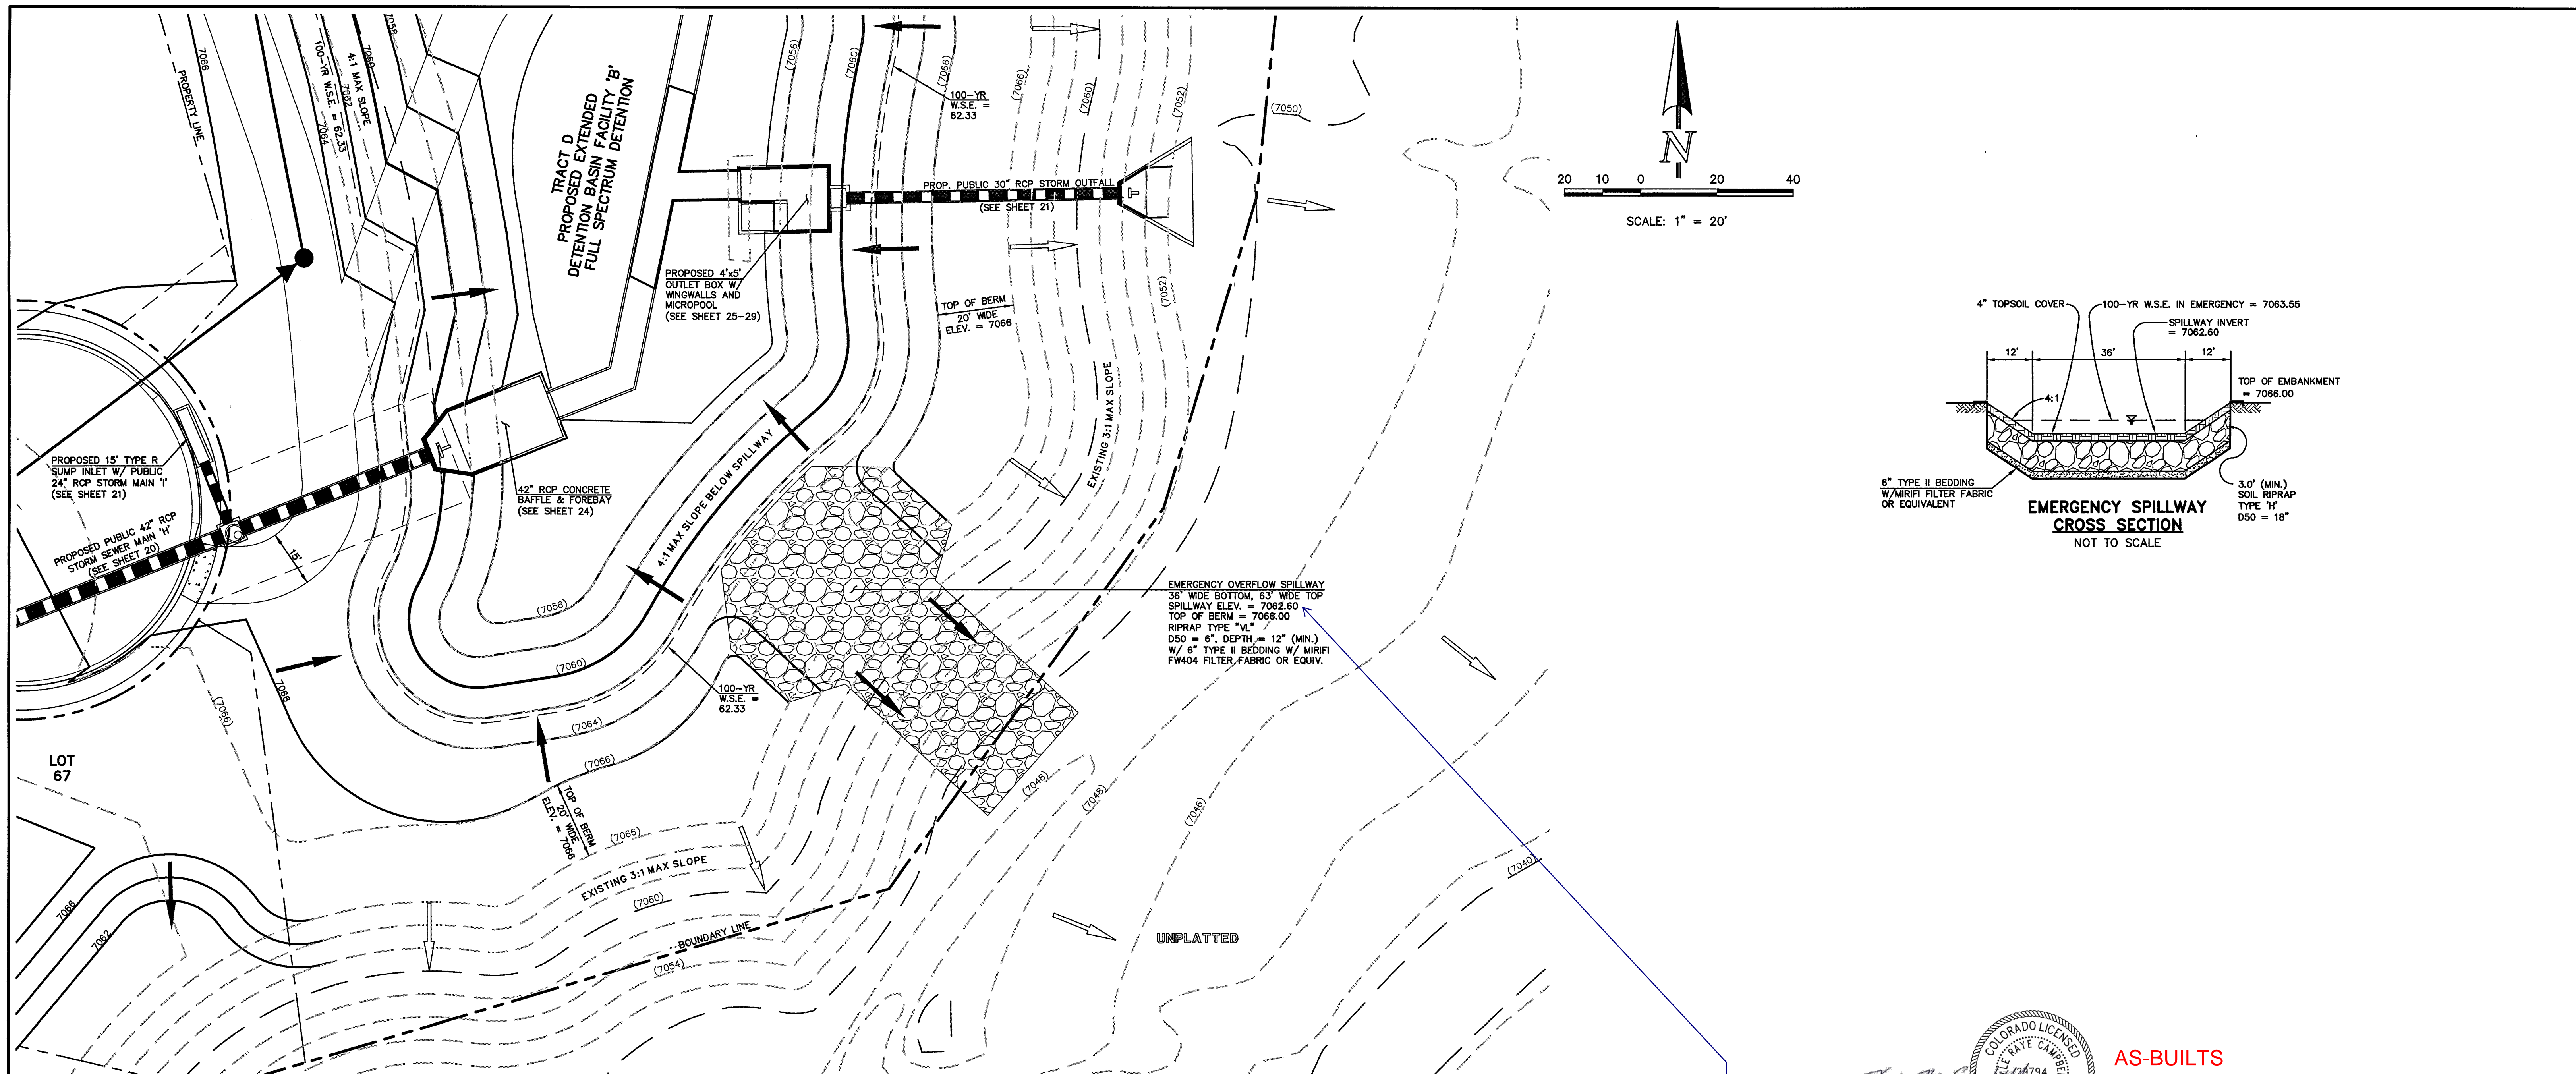 7066
PROPERTY LINE
100-YR W.S.E. = 62.33
7064
7062
4:1 MAX SLOPE
7060
7058
TRACT D
PROPOSED EXTENDED
DETENTION BASIN FACILITY 'B'
FULL SPECTRUM DETENTION
(7056)
(7060)
(7066)
100-YR
W.S.E. =
62.33
(7066)
(7060)
(7052)
(7050)
PROP. PUBLIC 30" RCP STORM OUTFALL
(SEE SHEET 21)
PROPOSED 4'x5'
OUTLET BOX W/
WINGWALLS AND
MICROPOOL
(SEE SHEET 25-29)
TOP OF BERM
20' WIDE
ELEV. = 7066
(7052)
EXISTING 3:1 MAX SLOPE
N
20 10 0 20 40
SCALE: 1" = 20'
4" TOPSOIL COVER
100-YR W.S.E. IN EMERGENCY = 7063.55
SPILLWAY INVERT
= 7062.60
12' 36' 12'
TOP OF EMBANKMENT
= 7066.00
4:1
6" TYPE II BEDDING
W/MIRIFI FILTER FABRIC
OR EQUIVALENT
3.0' (MIN.)
SOIL RIPRAP
TYPE 'H'
D50 = 18"
EMERGENCY SPILLWAY
CROSS SECTION
NOT TO SCALE
PROPOSED 15' TYPE R
SUMP INLET W/ PUBLIC
24" RCP STORM MAIN 'I'
(SEE SHEET 21)
PROPOSED PUBLIC 42" RCP
STORM SEWER MAIN 'H'
(SEE SHEET 20)
15'
42" RCP CONCRETE
BAFFLE & FOREBAY
(SEE SHEET 24)
4:1 MAX SLOPE BELOW SPILLWAY
(7056)
(7060)
EMERGENCY OVERFLOW SPILLWAY
36' WIDE BOTTOM, 63' WIDE TOP
SPILLWAY ELEV. = 7062.60
TOP OF BERM = 7066.00
RIPRAP TYPE "VL"
D50 = 6", DEPTH = 12" (MIN.)
W/ 6" TYPE II BEDDING W/ MIRIFI
FW404 FILTER FABRIC OR EQUIV.
100-YR
W.S.E. =
62.33
7066
(7066)
(7064)
(7066)
LOT
67
TOP OF BERM
20' WIDE
ELEV. = 7066
(7066)
EXISTING 3:1 MAX SLOPE
(7060)
BOUNDARY LINE
(7054)
7066
7062
(7048)
(7048)
(7046)
(7040)
UNPLATTED
COLORADO LICENSED
AS-BUILTS